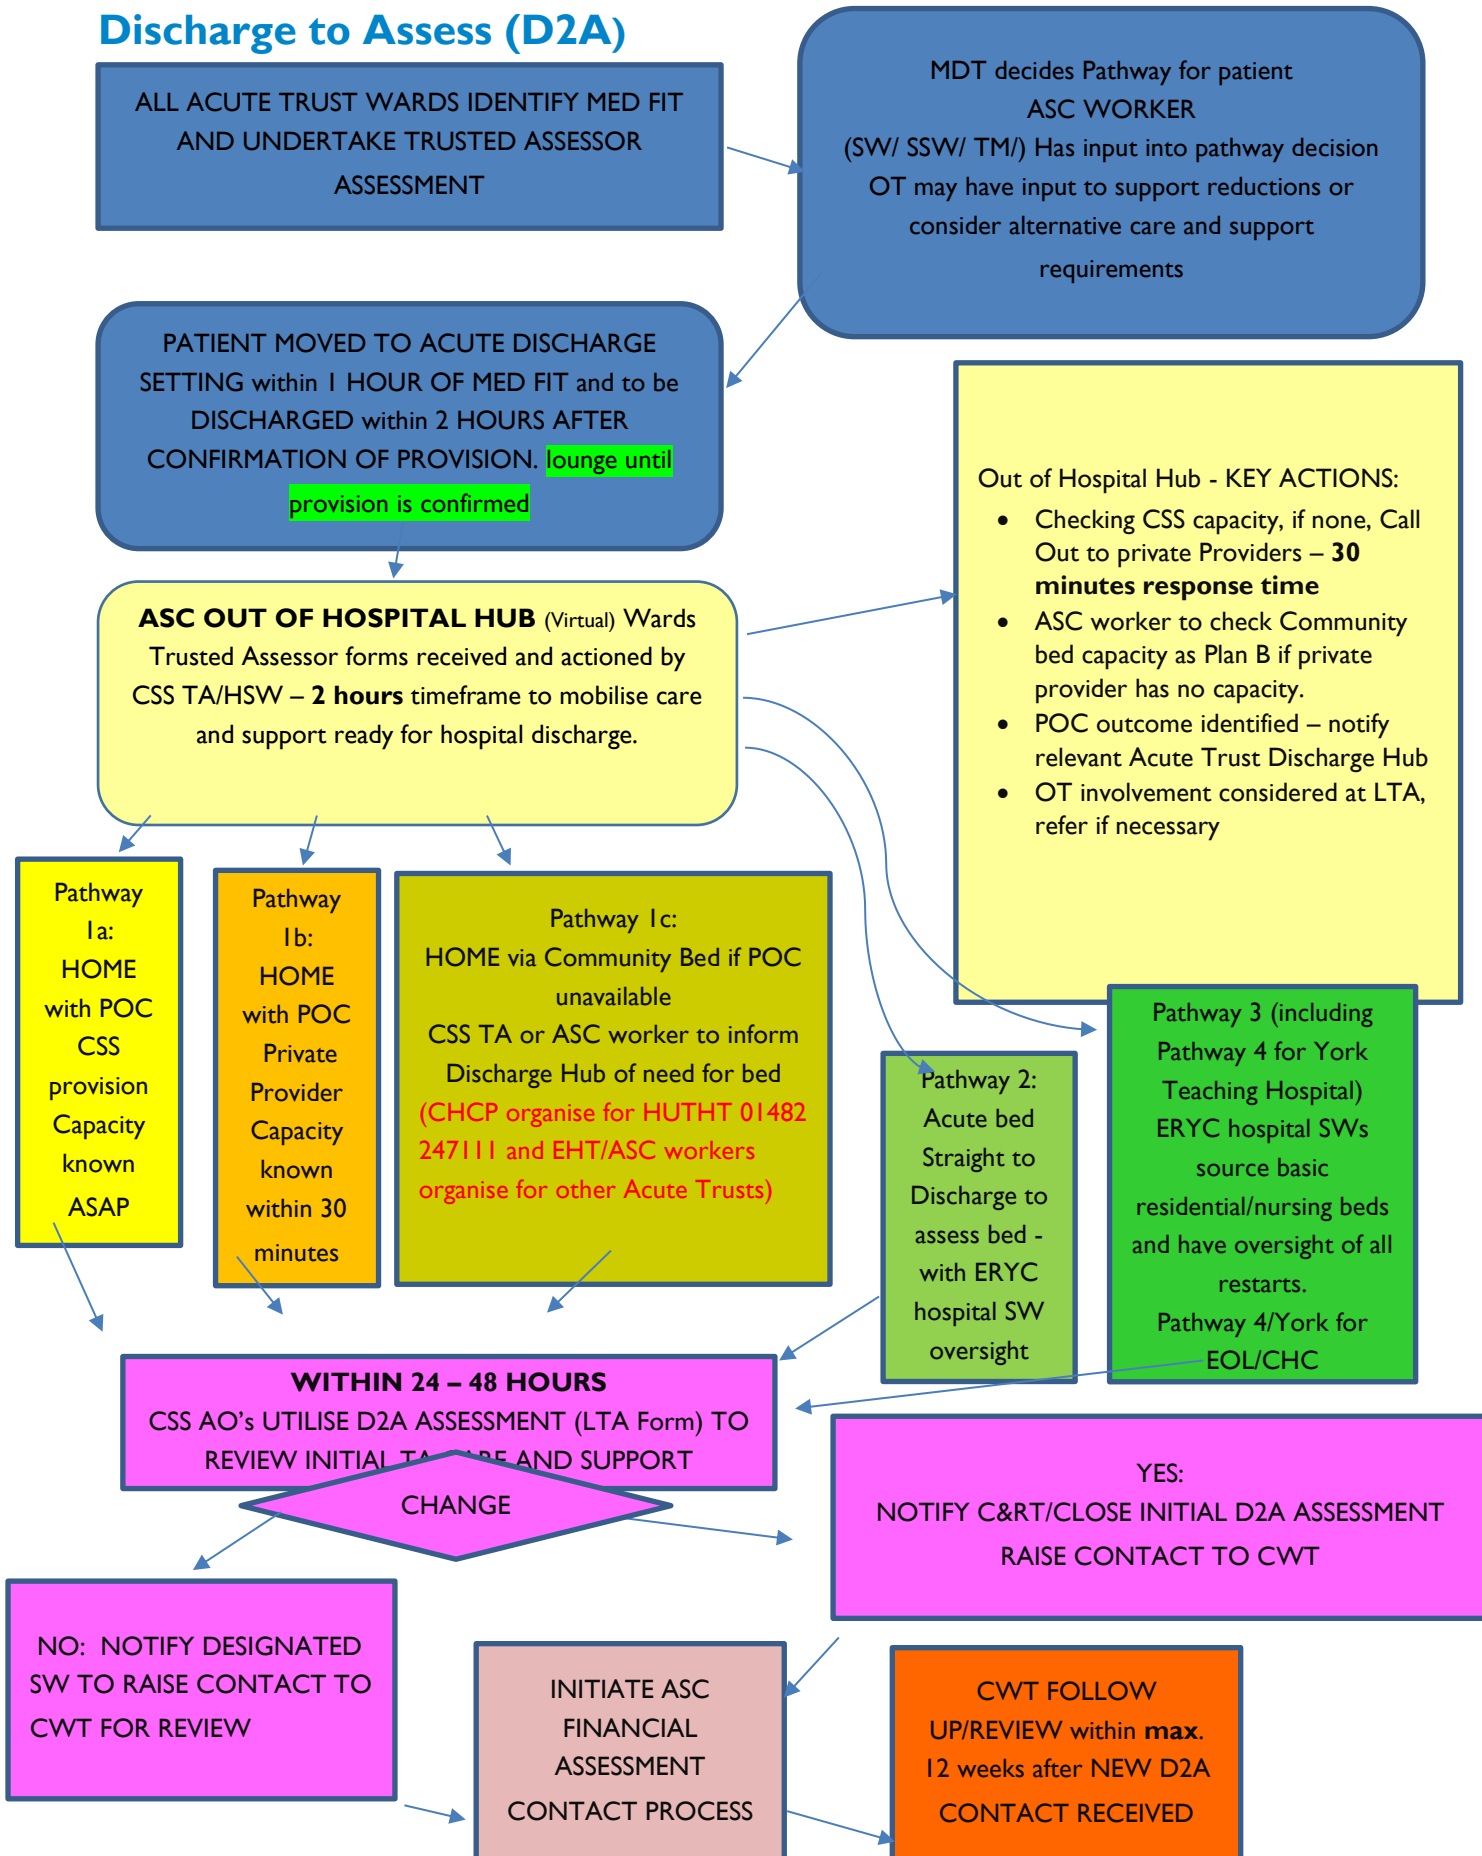 Discharge to Assess (D2A)
ALL ACUTE TRUST WARDS IDENTIFY MED FIT
AND UNDERTAKE TRUSTED ASSESSOR
ASSESSMENT
MDT decides Pathway for patient
ASC WORKER
(SW/ SSW/ TM/) Has input into pathway decision
OT may have input to support reductions or
consider alternative care and support
requirements
PATIENT MOVED TO ACUTE DISCHARGE
SETTING within 1 HOUR OF MED FIT and to be
DISCHARGED within 2 HOURS AFTER
CONFIRMATION OF PROVISION. lounge until
provision is confirmed
Out of Hospital Hub - KEY ACTIONS:
• Checking CSS capacity, if none, Call
Out to private Providers – 30
minutes response time
• ASC worker to check Community
bed capacity as Plan B if private
provider has no capacity.
• POC outcome identified – notify
relevant Acute Trust Discharge Hub
• OT involvement considered at LTA,
refer if necessary
ASC OUT OF HOSPITAL HUB (Virtual) Wards
Trusted Assessor forms received and actioned by
CSS TA/HSW – 2 hours timeframe to mobilise care
and support ready for hospital discharge.
Pathway
1a:
HOME
with POC
CSS
provision
Capacity
known
ASAP
Pathway
1b:
HOME
with POC
Private
Provider
Capacity
known
within 30
minutes
Pathway 1c:
HOME via Community Bed if POC
unavailable
CSS TA or ASC worker to inform
Discharge Hub of need for bed
(CHCP organise for HUTHT 01482
247111 and EHT/ASC workers
organise for other Acute Trusts)
Pathway 2:
Acute bed
Straight to
Discharge to
assess bed -
with ERYC
hospital SW
oversight
Pathway 3 (including
Pathway 4 for York
Teaching Hospital)
ERYC hospital SWs
source basic
residential/nursing beds
and have oversight of all
restarts.
Pathway 4/York for
EOL/CHC
WITHIN 24 – 48 HOURS
CSS AO's UTILISE D2A ASSESSMENT (LTA Form) TO
REVIEW INITIAL TA CARE AND SUPPORT
CHANGE
YES:
NOTIFY C&RT/CLOSE INITIAL D2A ASSESSMENT
RAISE CONTACT TO CWT
NO: NOTIFY DESIGNATED
SW TO RAISE CONTACT TO
CWT FOR REVIEW
INITIATE ASC
FINANCIAL
ASSESSMENT
CONTACT PROCESS
CWT FOLLOW
UP/REVIEW within max.
12 weeks after NEW D2A
CONTACT RECEIVED